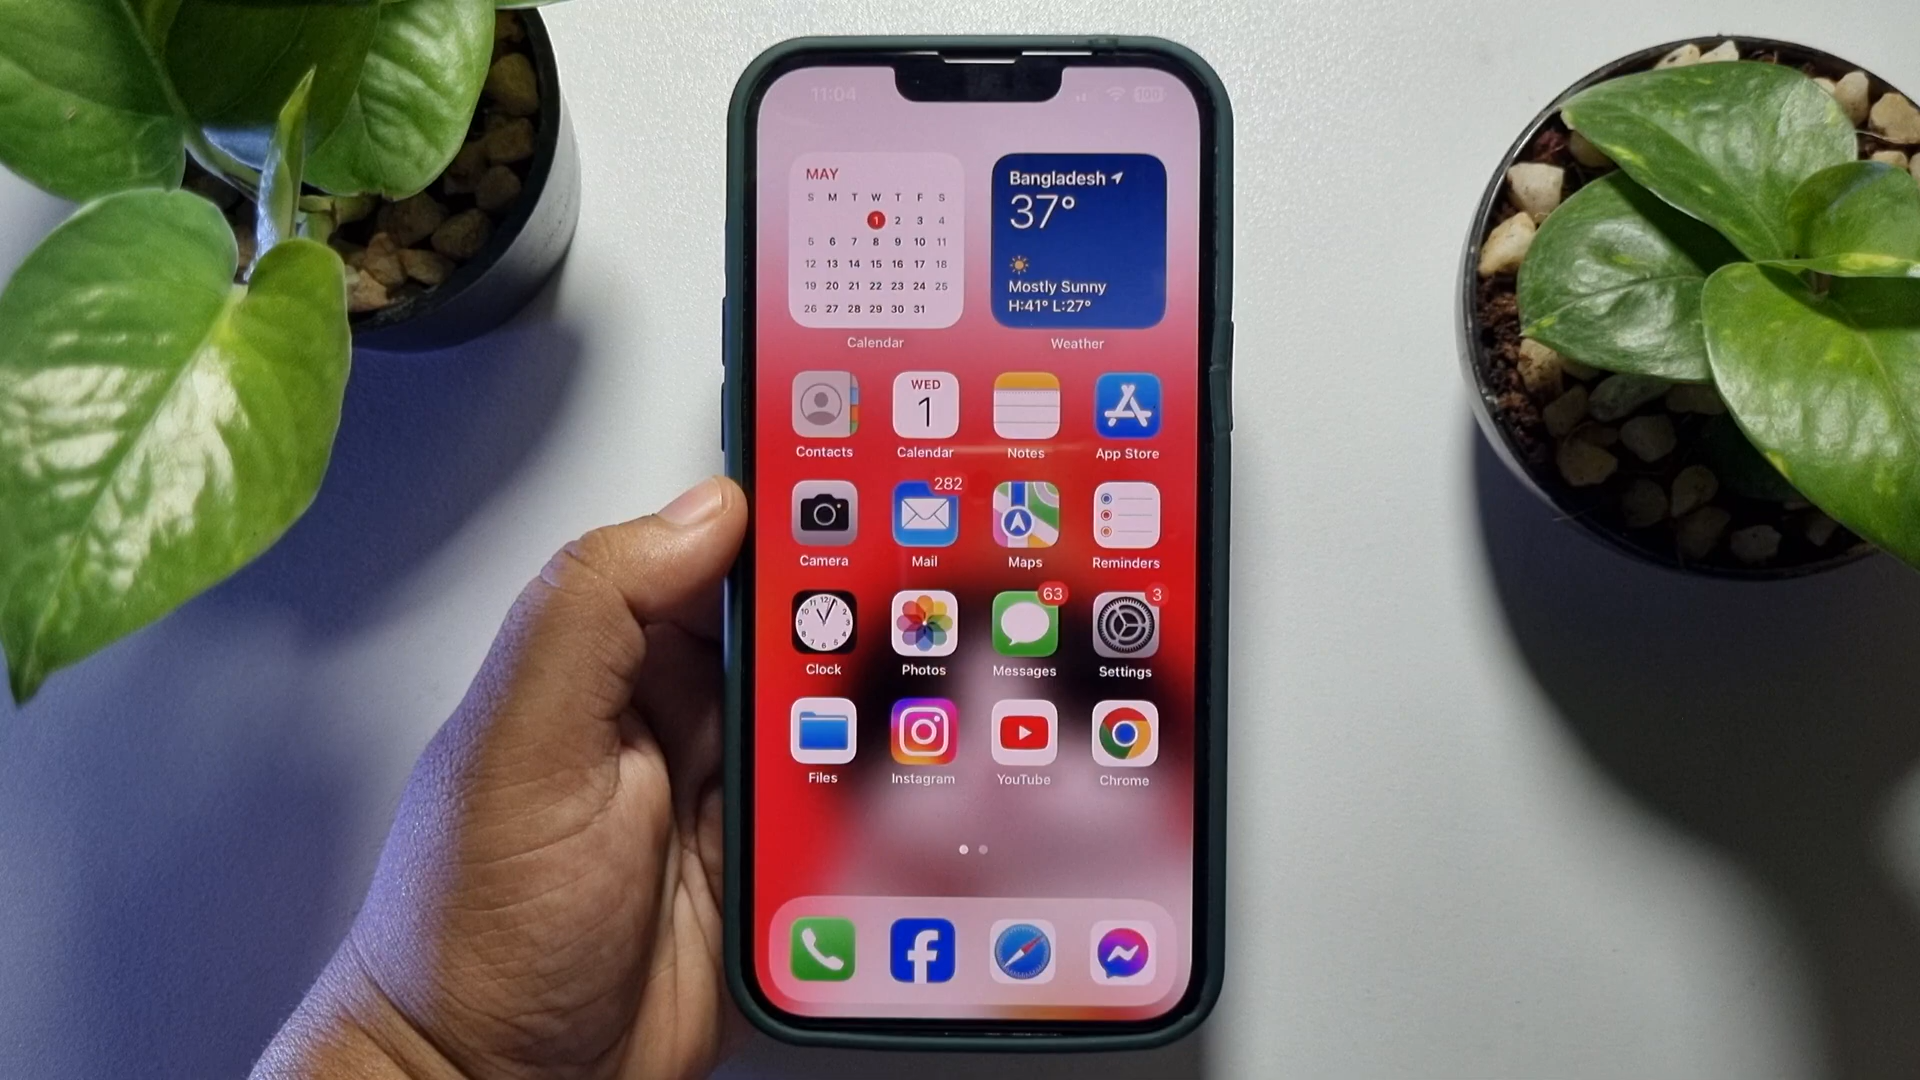 11:04
100
MAY
S M T W T F S
1 2 3 4
5 6 7 8 9 10 11
12 13 14 15 16 17 18
19 20 21 22 23 24 25
26 27 28 29 30 31
Calendar
Bangladesh
37°
Mostly Sunny
H:41° L:27°
Weather
WED
1
Contacts Calendar Notes App Store
282
Camera Mail Maps Reminders
63 3
Clock Photos Messages Settings
Files Instagram YouTube Chrome